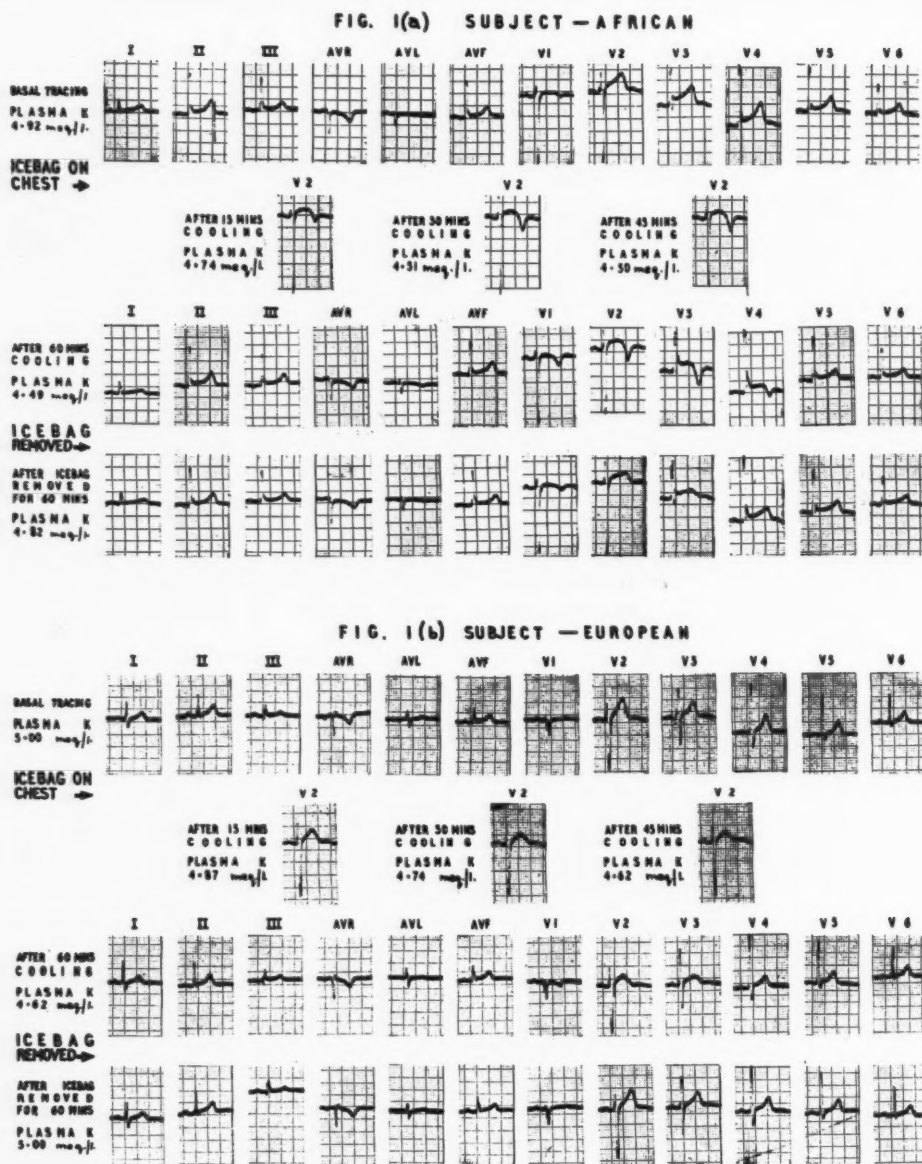 FIG. 1(a) SUBJECT — AFRICAN
I II III AVR AVL AVF V1 V2 V3 V4 V5 V6
BASAL TRACING
PLASMA K
4·92 meq/l.
ICEBAG ON
CHEST →
V2 V2 V2
AFTER 15 MINS
COOLING
PLASMA K
4·74 meq/l.
AFTER 30 MINS
COOLING
PLASMA K
4·51 meq./l.
AFTER 45 MINS
COOLING
PLASMA K
4·50 meq/l.
I II III AVR AVL AVF V1 V2 V3 V4 V5 V6
AFTER 60 MINS
COOLING
PLASMA K
4·49 meq/l
ICEBAG
REMOVED→
AFTER ICEBAG
REMOVED
FOR 60 MINS
PLASMA K
4·82 meq/l.
FIG. 1(b) SUBJECT — EUROPEAN
I II III AVR AVL AVF V1 V2 V3 V4 V5 V6
BASAL TRACING
PLASMA K
5·00 meq/l.
ICEBAG ON
CHEST →
V2 V2 V2
AFTER 15 MINS
COOLING
PLASMA K
4·87 meq/l
AFTER 30 MINS
COOLING
PLASMA K
4·74 meq/l.
AFTER 45 MINS
COOLING
PLASMA K
4·62 meq/l
I II III AVR AVL AVF V1 V2 V3 V4 V5 V6
AFTER 60 MINS
COOLING
PLASMA K
4·62 meq/l.
ICEBAG
REMOVED→
AFTER ICEBAG
REMOVED
FOR 60 MINS
PLASMA K
5·00 meq/l.